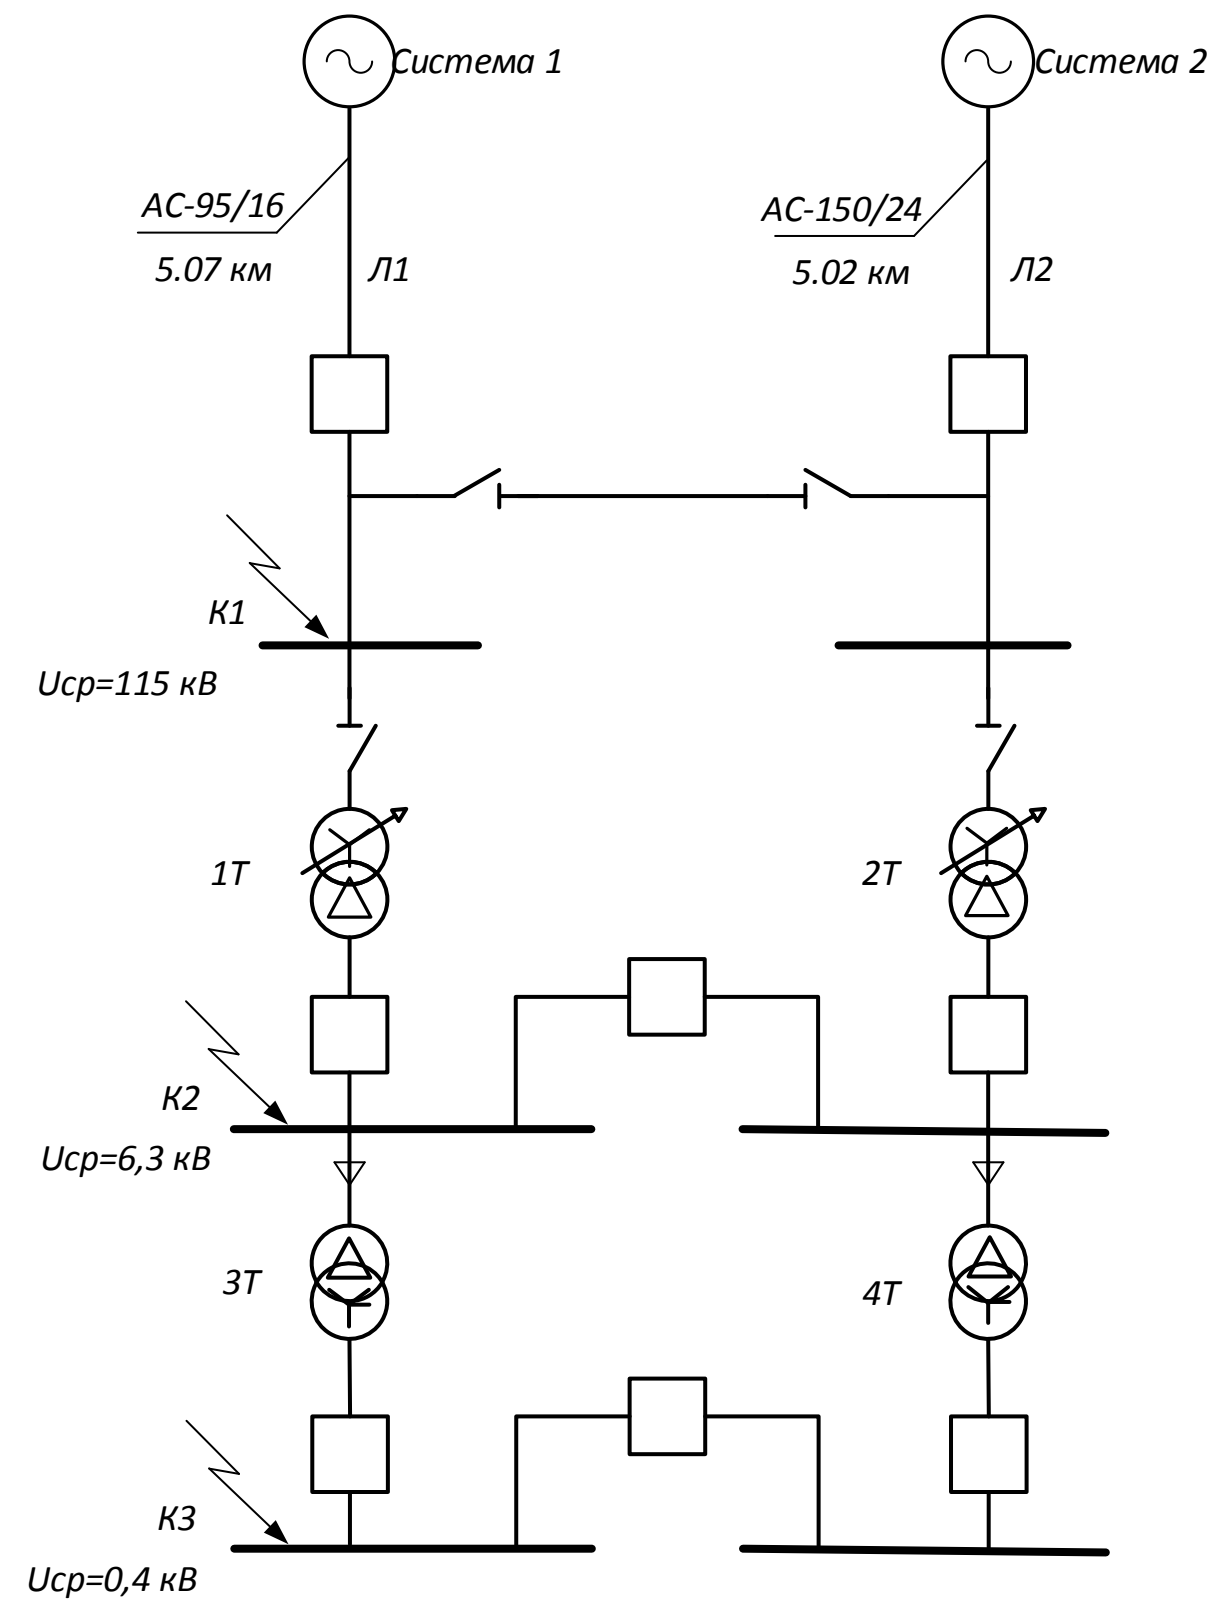 Система 1
Система 2
АС-95/16
5.07 км
Л1
АС-150/24
5.02 км
Л2
К1
Uср=115 кВ
1Т
2Т
К2
Uср=6,3 кВ
3Т
4Т
К3
Uср=0,4 кВ